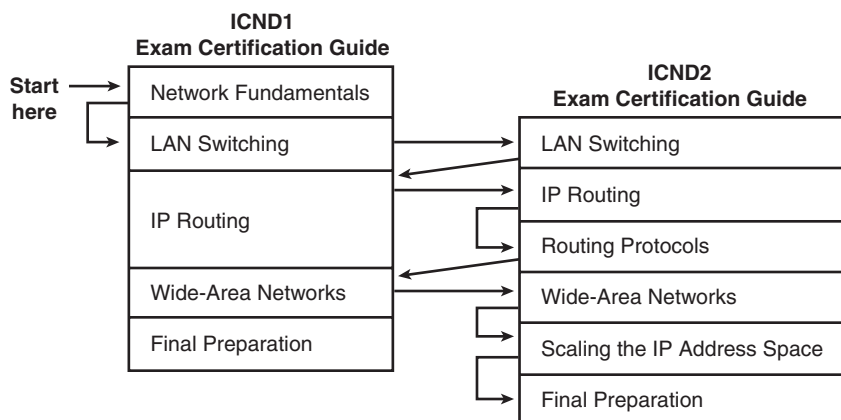 ICND1
Exam Certification Guide
Start
here
Network Fundamentals
LAN Switching
IP Routing
Wide-Area Networks
Final Preparation
ICND2
Exam Certification Guide
LAN Switching
IP Routing
Routing Protocols
Wide-Area Networks
Scaling the IP Address Space
Final Preparation